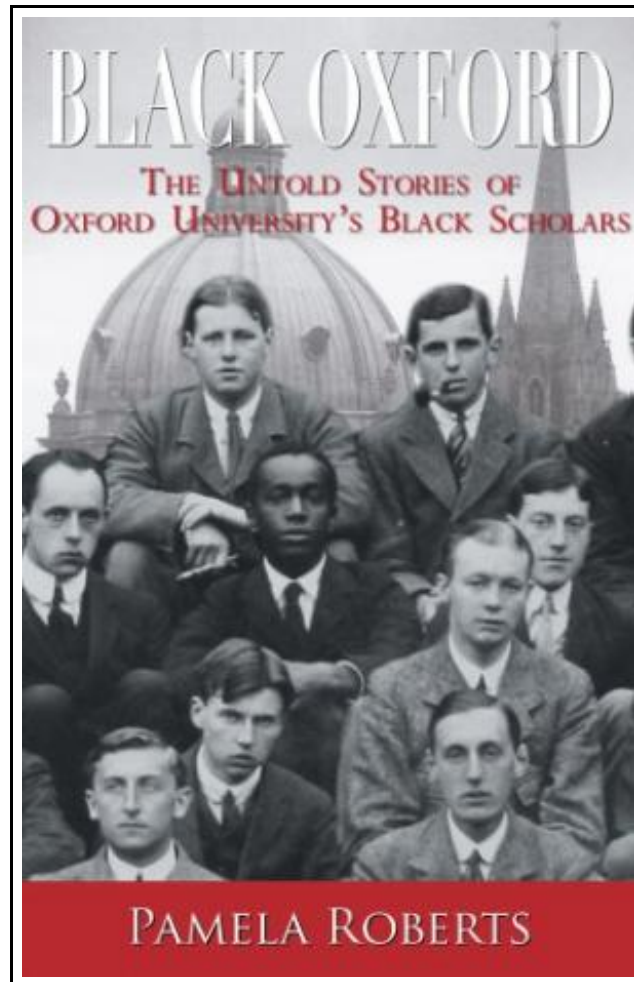 BLACK OXFORD
THE UNTOLD STORIES OF
OXFORD UNIVERSITY'S BLACK SCHOLARS
PAMELA ROBERTS